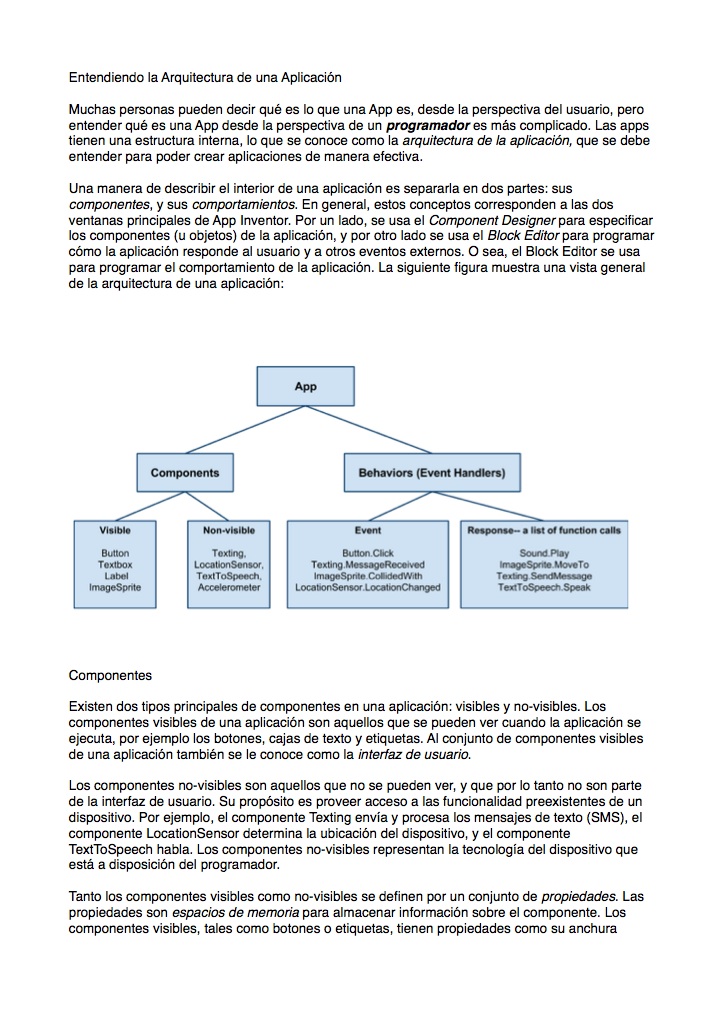 Entendiendo la Arquitectura de una Aplicación
Muchas personas pueden decir qué es lo que una App es, desde la perspectiva del usuario, pero
entender qué es una App desde la perspectiva de un programador es más complicado. Las apps
tienen una estructura interna, lo que se conoce como la arquitectura de la aplicación, que se debe
entender para poder crear aplicaciones de manera efectiva.
Una manera de describir el interior de una aplicación es separarla en dos partes: sus
componentes, y sus comportamientos. En general, estos conceptos corresponden a las dos
ventanas principales de App Inventor. Por un lado, se usa el Component Designer para especificar
los componentes (u objetos) de la aplicación, y por otro lado se usa el Block Editor para programar
cómo la aplicación responde al usuario y a otros eventos externos. O sea, el Block Editor se usa
para programar el comportamiento de la aplicación. La siguiente figura muestra una vista general
de la arquitectura de una aplicación:
App
Components
Behaviors (Event Handlers)
Visible
Button
Textbox
Label
ImageSprite
Non-visible
Texting,
LocationSensor,
TextToSpeech,
Accelerometer
Event
Button.Click
Texting.MessageReceived
ImageSprite.CollidedWith
LocationSensor.LocationChanged
Response-- a list of function calls
Sound.Play
ImageSprite.MoveTo
Texting.SendMessage
TextToSpeech.Speak
Componentes
Existen dos tipos principales de componentes en una aplicación: visibles y no-visibles. Los
componentes visibles de una aplicación son aquellos que se pueden ver cuando la aplicación se
ejecuta, por ejemplo los botones, cajas de texto y etiquetas. Al conjunto de componentes visibles
de una aplicación también se le conoce como la interfaz de usuario.
Los componentes no-visibles son aquellos que no se pueden ver, y que por lo tanto no son parte
de la interfaz de usuario. Su propósito es proveer acceso a las funcionalidad preexistentes de un
dispositivo. Por ejemplo, el componente Texting envía y procesa los mensajes de texto (SMS), el
componente LocationSensor determina la ubicación del dispositivo, y el componente
TextToSpeech habla. Los componentes no-visibles representan la tecnología del dispositivo que
está a disposición del programador.
Tanto los componentes visibles como no-visibles se definen por un conjunto de propiedades. Las
propiedades son espacios de memoria para almacenar información sobre el componente. Los
componentes visibles, tales como botones o etiquetas, tienen propiedades como su anchura